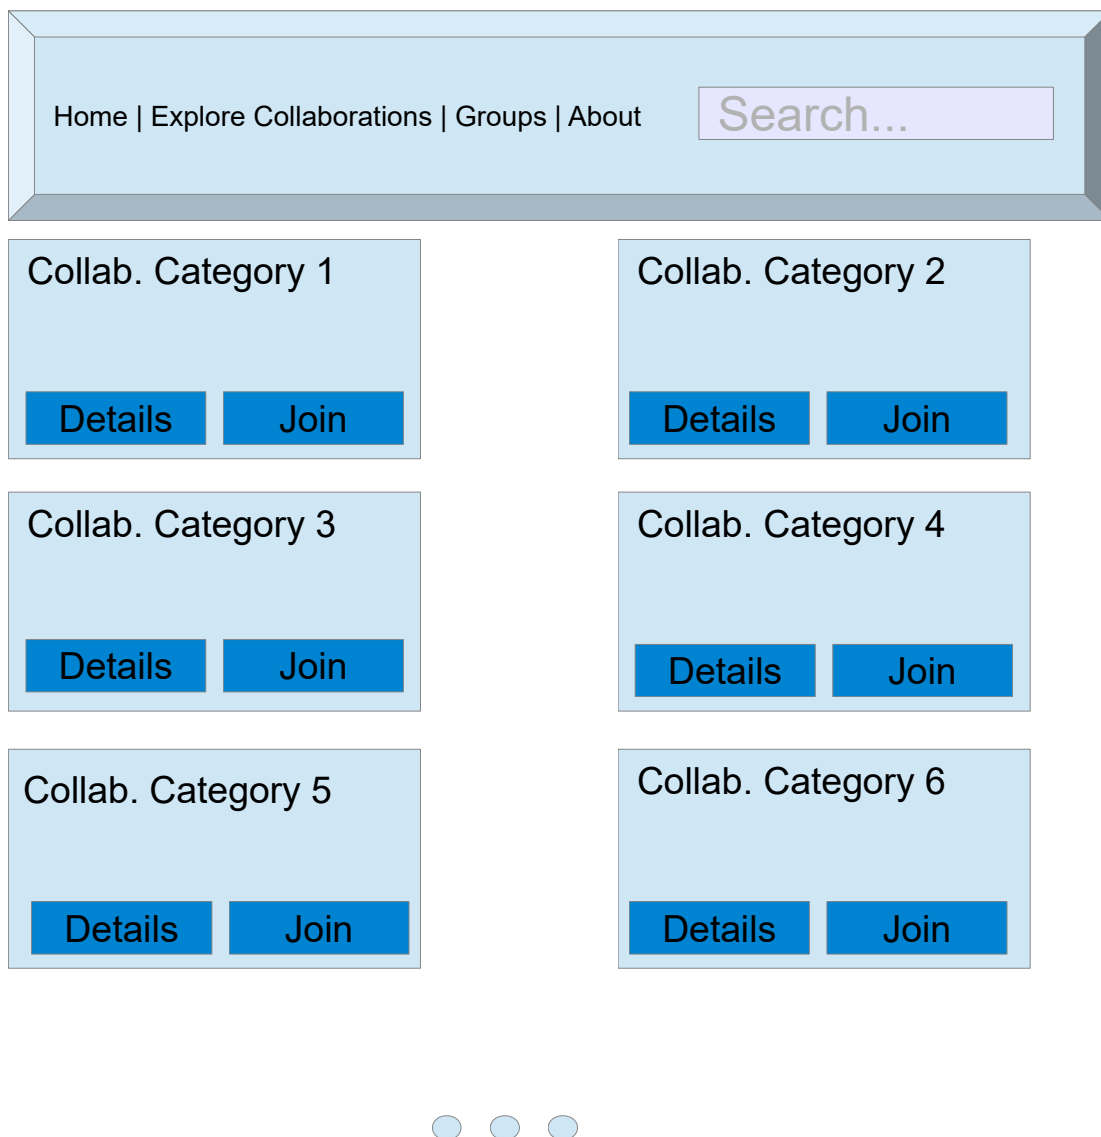 Home | Explore Collaborations | Groups | About
Search...
Collab. Category 1
Details
Join
Collab. Category 2
Details
Join
Collab. Category 3
Details
Join
Collab. Category 4
Details
Join
Collab. Category 5
Details
Join
Collab. Category 6
Details
Join